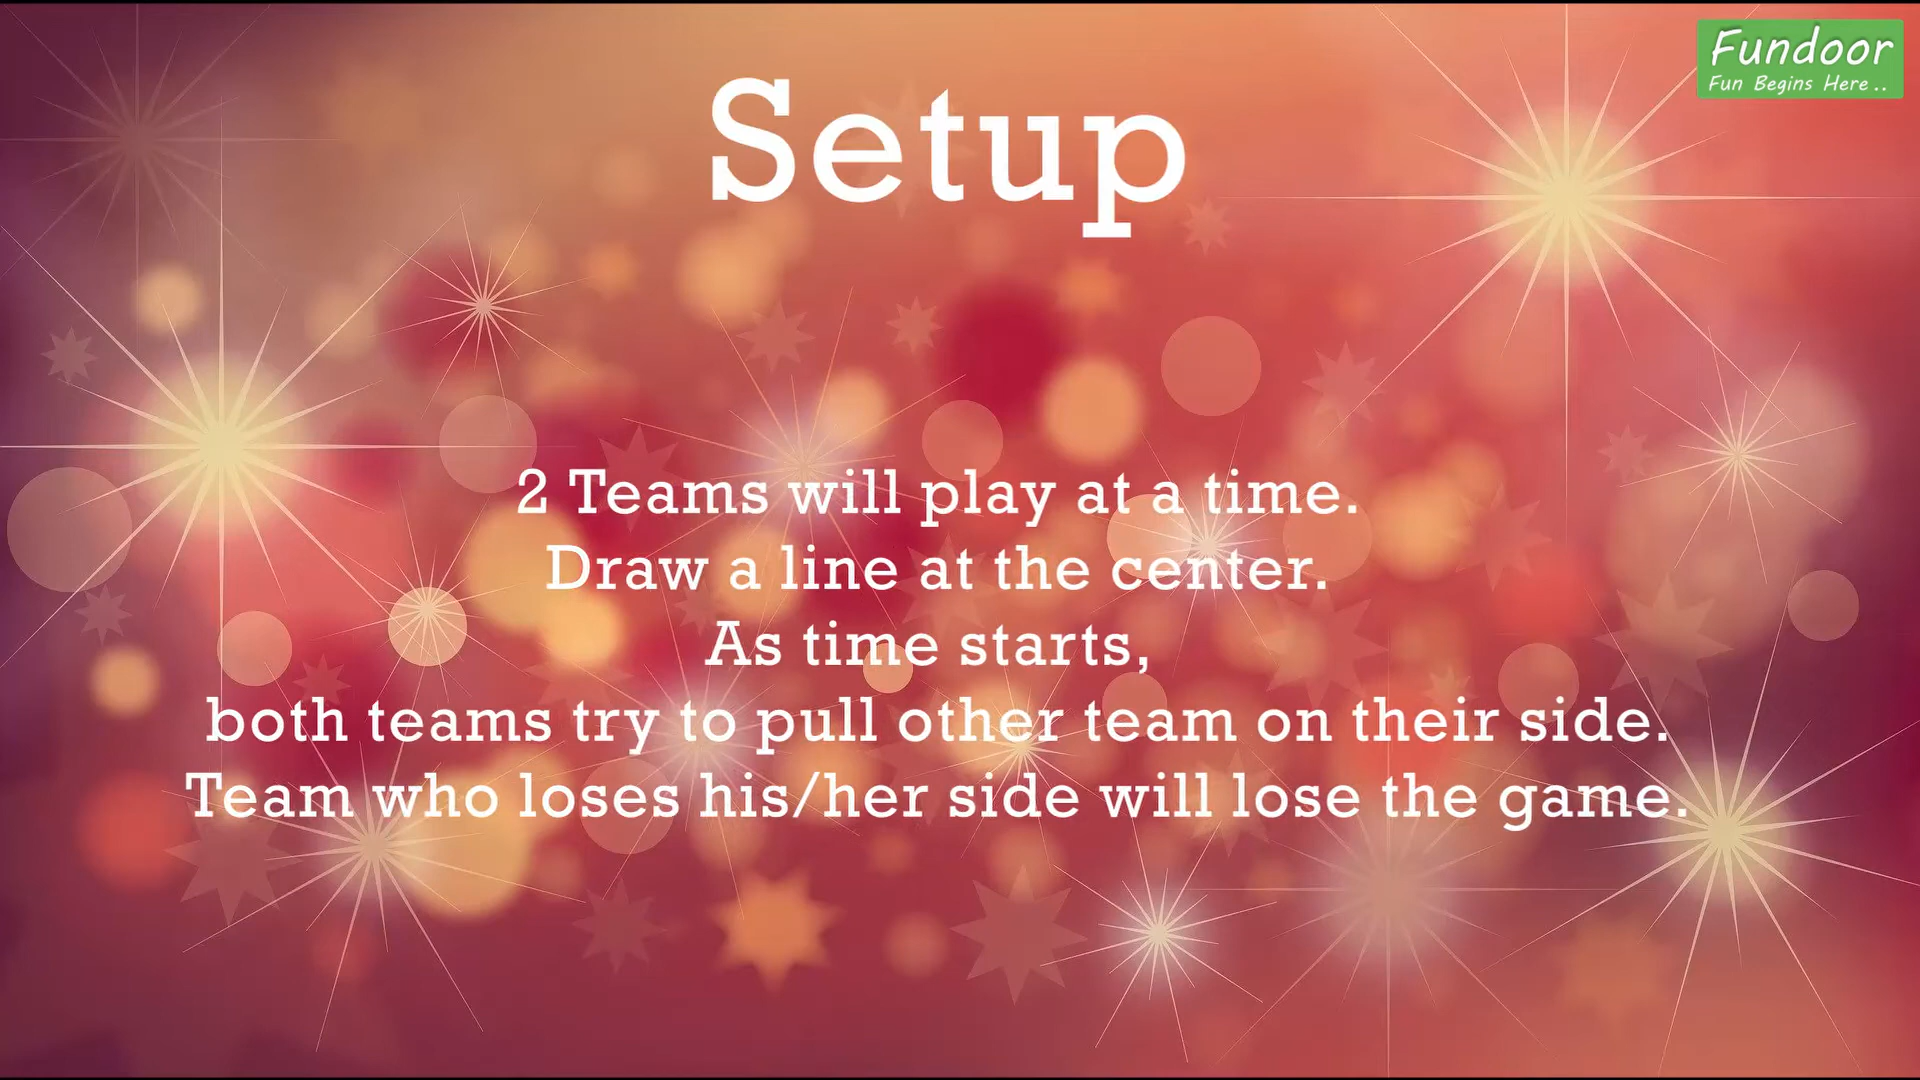 Fundoor
Fun Begins Here..
Setup
2 Teams will play at a time.
Draw a line at the center.
As time starts,
both teams try to pull other team on their side.
Team who loses his/her side will lose the game.